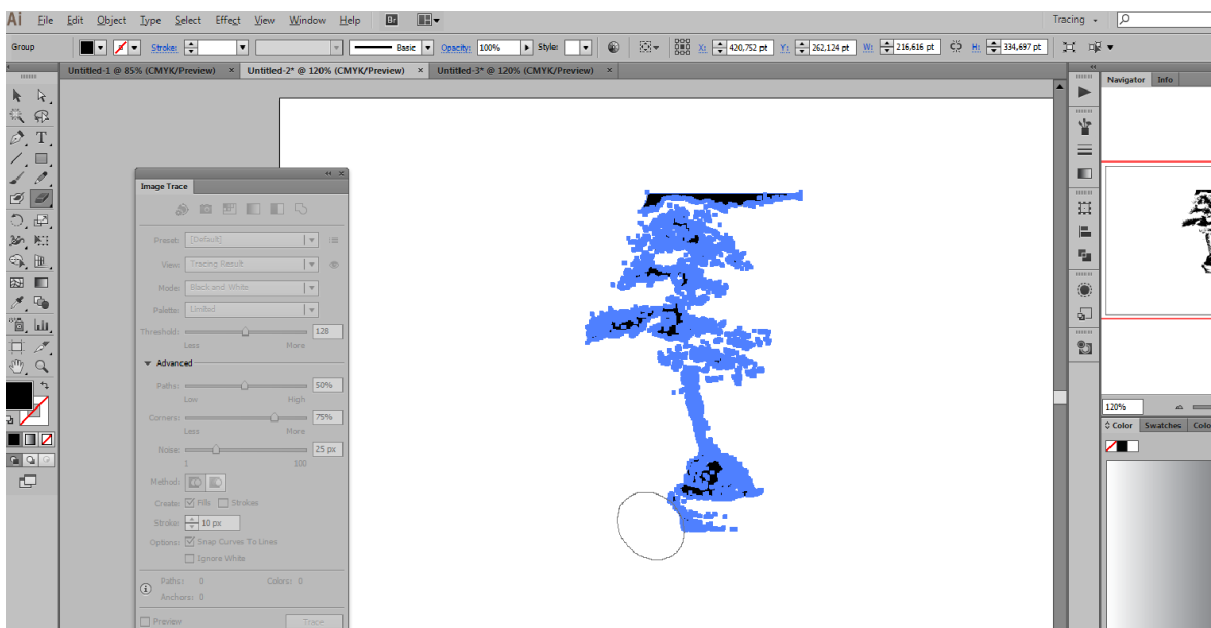 Ai File Edit Object Type Select Effect View Window Help Br Tracing
Group Stroke: Basic Opacity: 100% Style: X: 420,752 pt Y: 262,124 pt W: 216,616 pt H: 334,697 pt
Untitled-1 @ 85% (CMYK/Preview) × Untitled-2* @ 120% (CMYK/Preview) × Untitled-3* @ 120% (CMYK/Preview) ×
Navigator Info
Image Trace
Preset: [Default]
View: Tracing Result
Mode: Black and White
Palette: Limited
Threshold: 128
Less More
Advanced
Paths: 50%
Low High
Corners: 75%
Less More
Noise: 25 px
1 100
Method:
Create: Fills Strokes
Stroke: 10 px
Options: Snap Curves To Lines
Ignore White
Paths: 0 Colors: 0
Anchors: 0
Preview Trace
120%
Color Swatches Colo